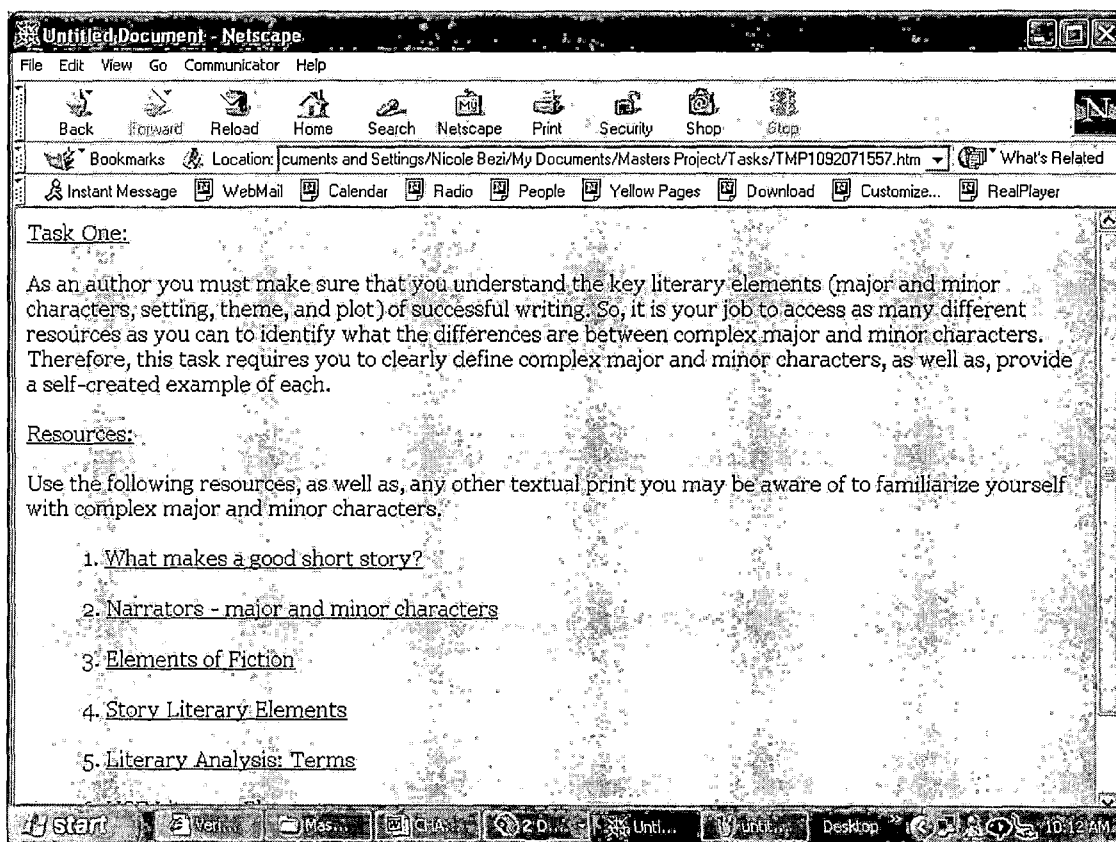 Untitled Document - Netscape
File Edit View Go Communicator Help
Back Forward Reload Home Search Netscape Print Security Shop Stop
Bookmarks Location: cuments and Settings/Nicole Bezi/My Documents/Masters Project/Tasks/TMP1092071557.htm What's Related
Instant Message WebMail Calendar Radio People Yellow Pages Download Customize... RealPlayer
Task One:
As an author you must make sure that you understand the key literary elements (major and minor
characters, setting, theme, and plot) of successful writing. So, it is your job to access as many different
resources as you can to identify what the differences are between complex major and minor characters.
Therefore, this task requires you to clearly define complex major and minor characters, as well as, provide
a self-created example of each.
Resources:
Use the following resources, as well as, any other textual print you may be aware of to familiarize yourself
with complex major and minor characters.
1. What makes a good short story?
2. Narrators - major and minor characters
3. Elements of Fiction
4. Story Literary Elements
5. Literary Analysis: Terms
start Veri... Mas... 2 D... Unti... Desktop 10:12 AM